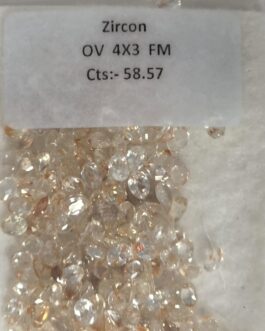 Zircon
OV 4X3 FM
Cts:- 58.57